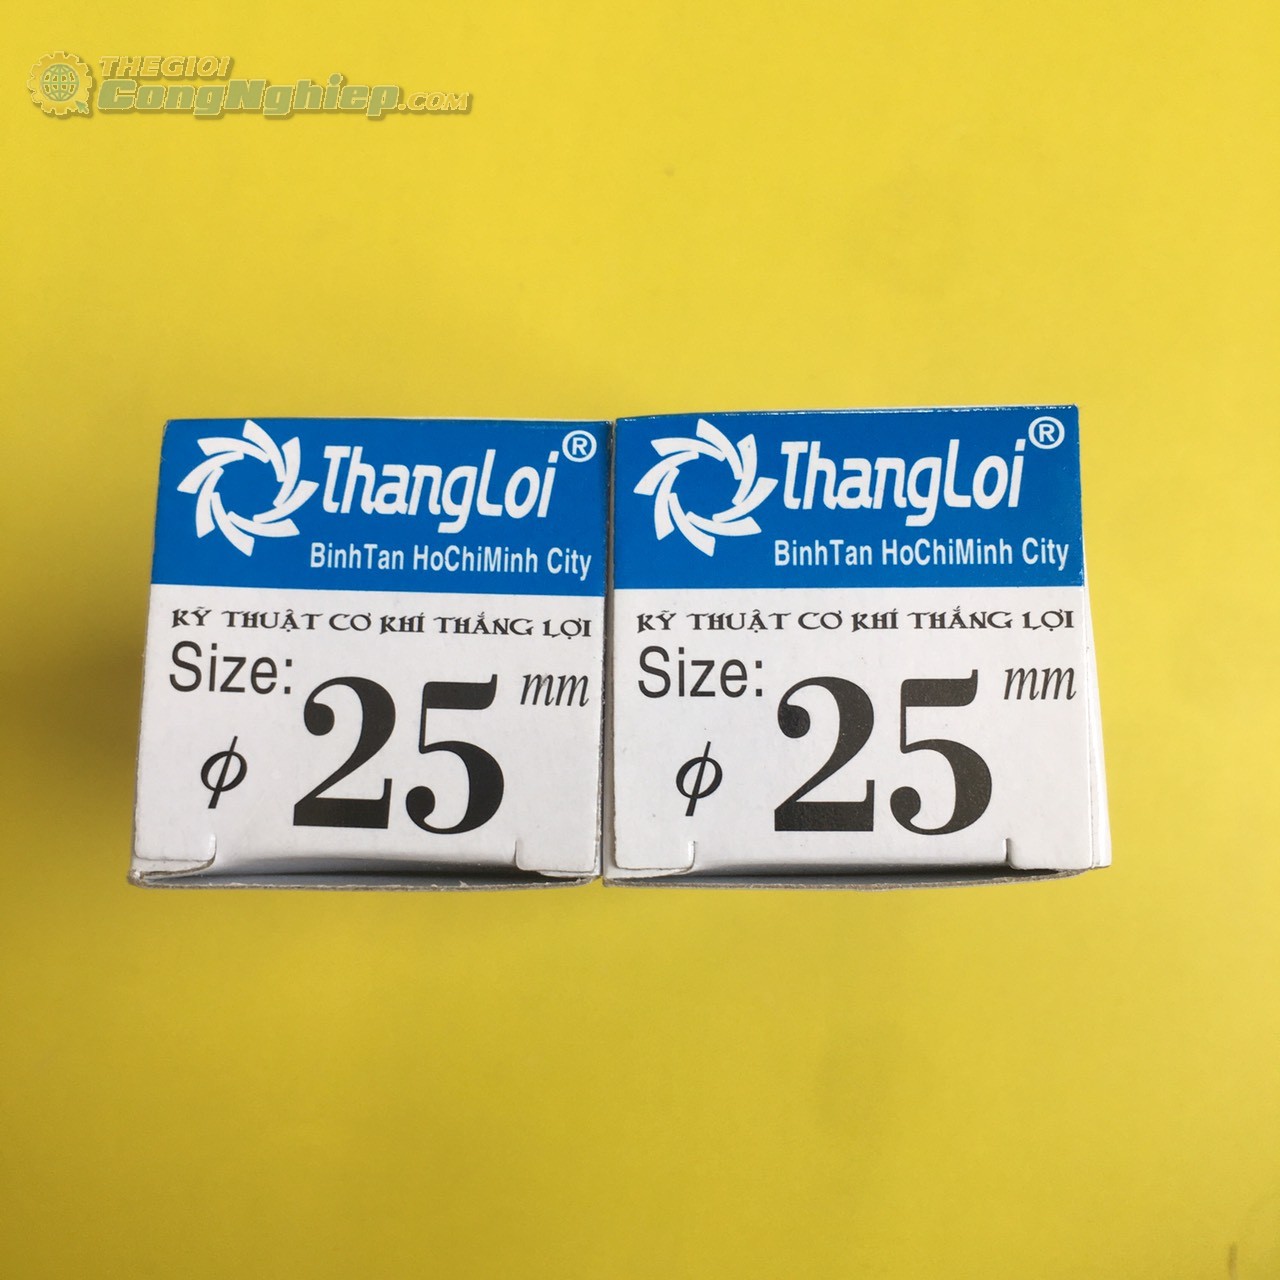 THEGIOI
CongNghiep.COM
ThangLoi®
BinhTan HoChiMinh City
KỸ THUẬT CƠ KHÍ THẮNG LỢI
Size:
ϕ 25 mm
ThangLoi®
BinhTan HoChiMinh City
KỸ THUẬT CƠ KHÍ THẮNG LỢI
Size:
ϕ 25 mm